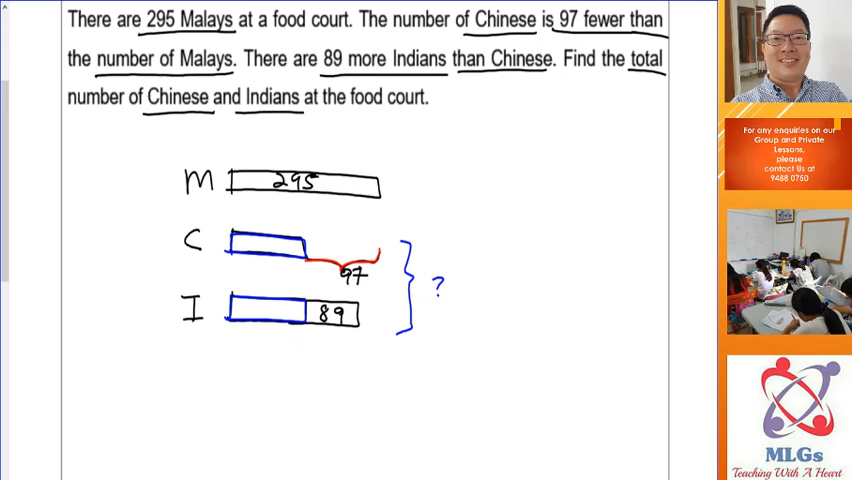 There are 295 Malays at a food court. The number of Chinese is 97 fewer than
the number of Malays. There are 89 more Indians than Chinese. Find the total
number of Chinese and Indians at the food court.
M 295
C
97
I 89
?
For any enquiries on our
Group and Private
Lessons,
please
contact Us at
9488 0750
MLGs
Teaching With A Heart